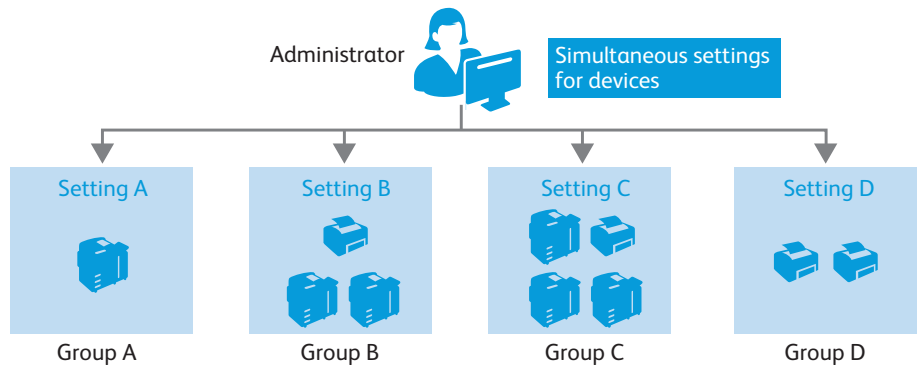 Administrator
Simultaneous settings
for devices
Setting A
Setting B
Setting C
Setting D
Group A
Group B
Group C
Group D